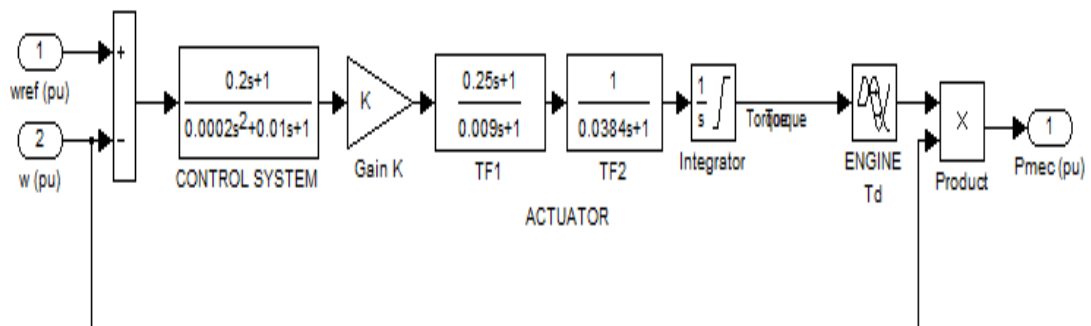 1
wref (pu)
2
w (pu)
+
−
0.2s+1
0.0002s²+0.01s+1
CONTROL SYSTEM
K
Gain K
0.25s+1
0.009s+1
TF1
1
0.0384s+1
TF2
ACTUATOR
1
s
Integrator
Torque
ENGINE
Td
×
Product
1
Pmec (pu)